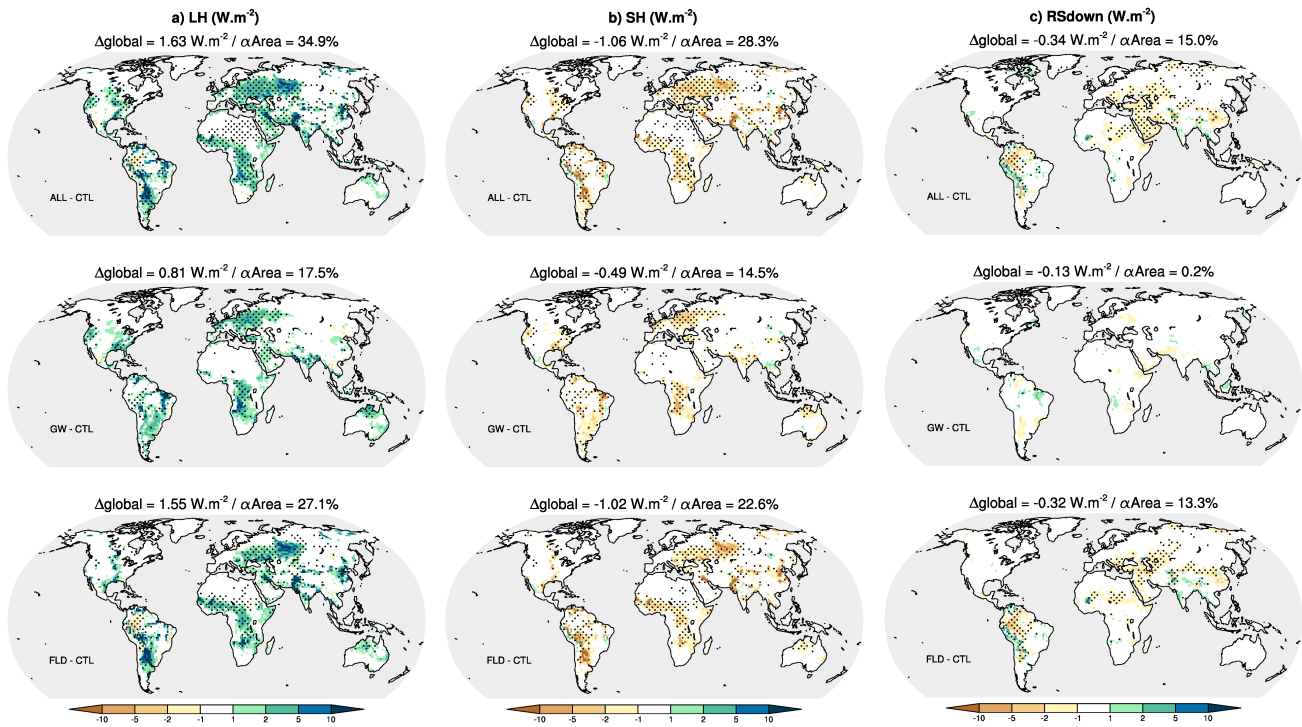 a) LH (W.m-2)
b) SH (W.m-2)
c) RSdown (W.m-2)
Δglobal = 1.63 W.m-2 / αArea = 34.9%
Δglobal = -1.06 W.m-2 / αArea = 28.3%
Δglobal = -0.34 W.m-2 / αArea = 15.0%
ALL - CTL
ALL - CTL
ALL - CTL
Δglobal = 0.81 W.m-2 / αArea = 17.5%
Δglobal = -0.49 W.m-2 / αArea = 14.5%
Δglobal = -0.13 W.m-2 / αArea = 0.2%
GW - CTL
GW - CTL
GW - CTL
Δglobal = 1.55 W.m-2 / αArea = 27.1%
Δglobal = -1.02 W.m-2 / αArea = 22.6%
Δglobal = -0.32 W.m-2 / αArea = 13.3%
FLD - CTL
FLD - CTL
FLD - CTL
-10 -5 -2 -1 1 2 5 10
-10 -5 -2 -1 1 2 5 10
-10 -5 -2 -1 1 2 5 10